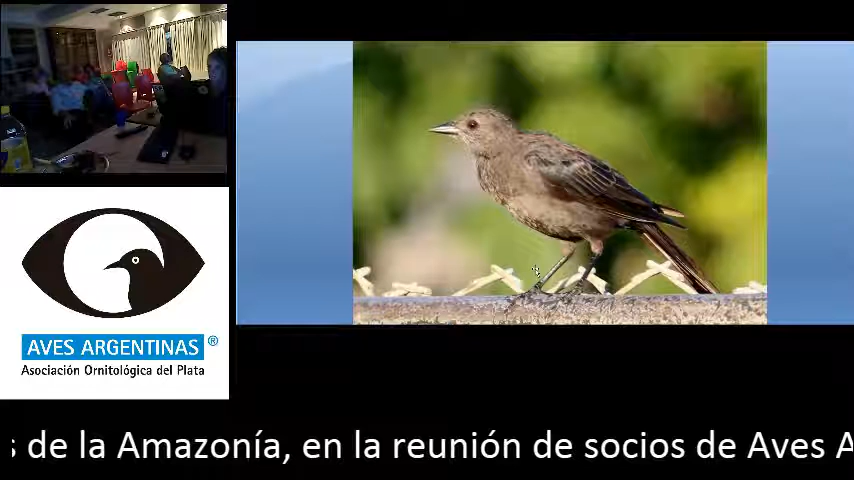 AVES ARGENTINAS ®
Asociación Ornitológica del Plata
de la Amazonía, en la reunión de socios de Aves